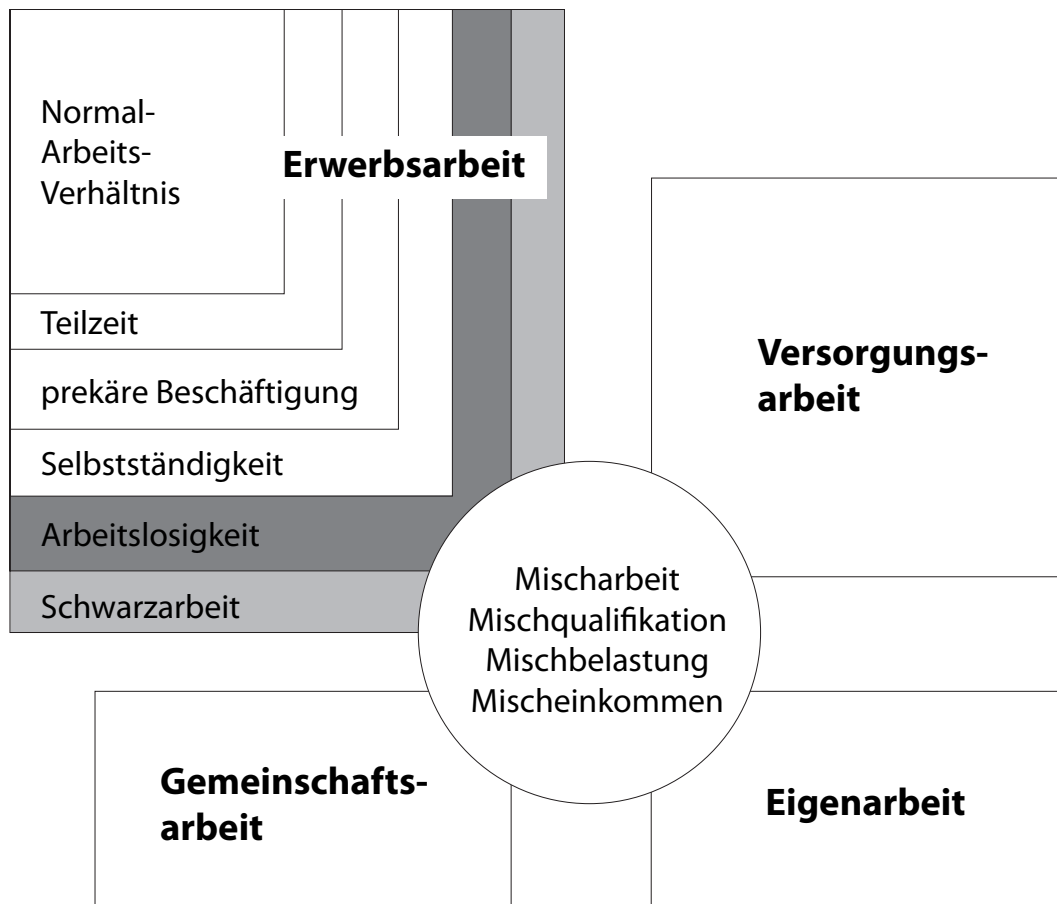 Normal-
Arbeits-
Verhältnis
Erwerbsarbeit
Teilzeit
prekäre Beschäftigung
Selbstständigkeit
Arbeitslosigkeit
Schwarzarbeit
Versorgungs-
arbeit
Mischarbeit
Mischqualifikation
Mischbelastung
Mischeinkommen
Gemeinschafts-
arbeit
Eigenarbeit